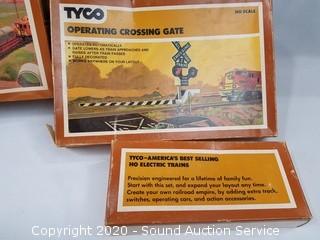 TYCO
HO SCALE
OPERATING CROSSING GATE
• OPERATES AUTOMATICALLY
• GATE LOWERS AS TRAIN APPROACHES AND
RAISES AFTER TRAIN PASSES
• FULLY DECORATED
• WORKS ANYWHERE ON YOUR LAYOUT
TYCO–AMERICA'S BEST SELLING
HO ELECTRIC TRAINS
Precision engineered for a lifetime of family fun.
Start with this set, and expand your layout any time.
Create your own railroad empire, by adding extra track,
switches, operating cars, and action accessories.
Copyright 2020 - Sound Auction Service